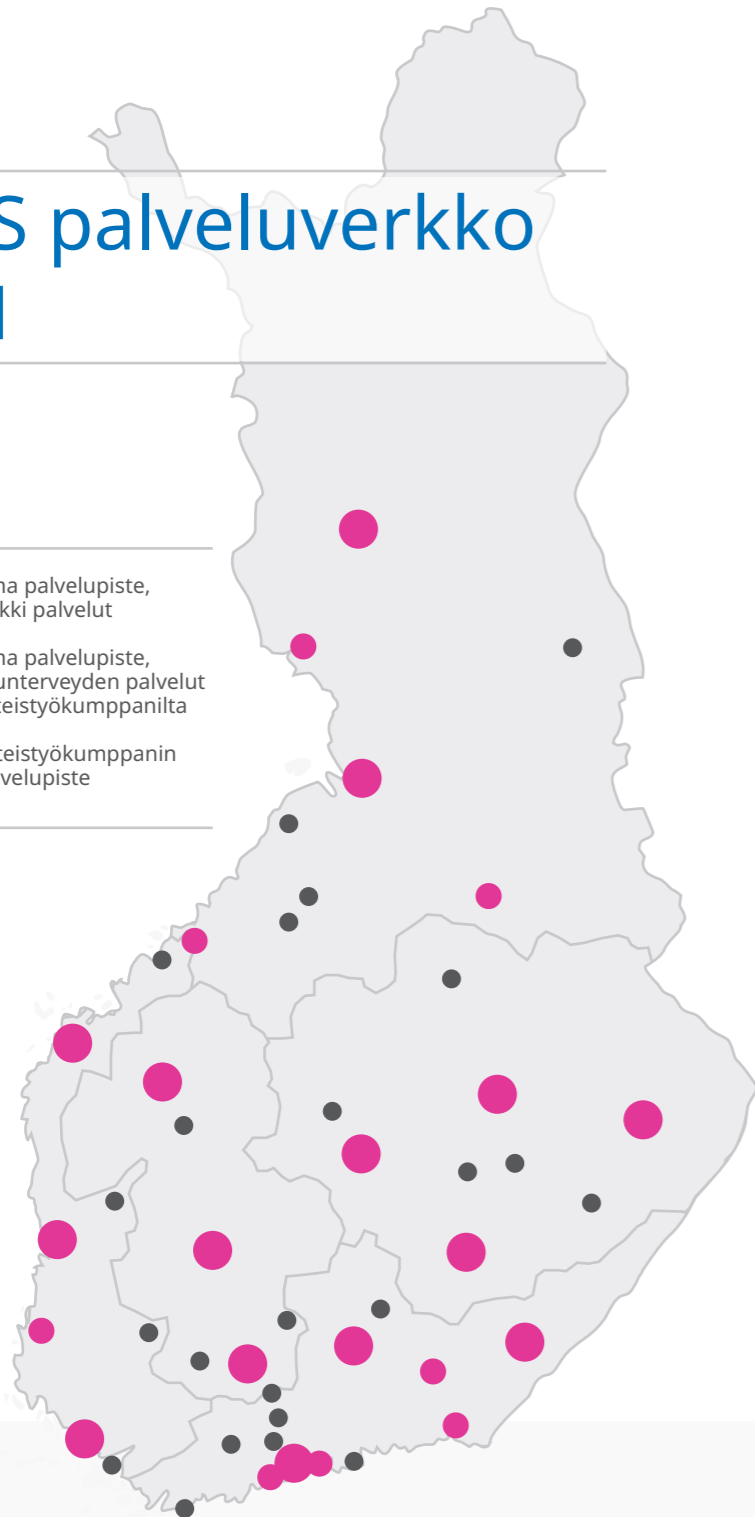 S palveluverkko
na palvelupiste,
kki palvelut
na palvelupiste,
unterveyden palvelut
teistyökumppanilta
teistyökumppanin
velupiste